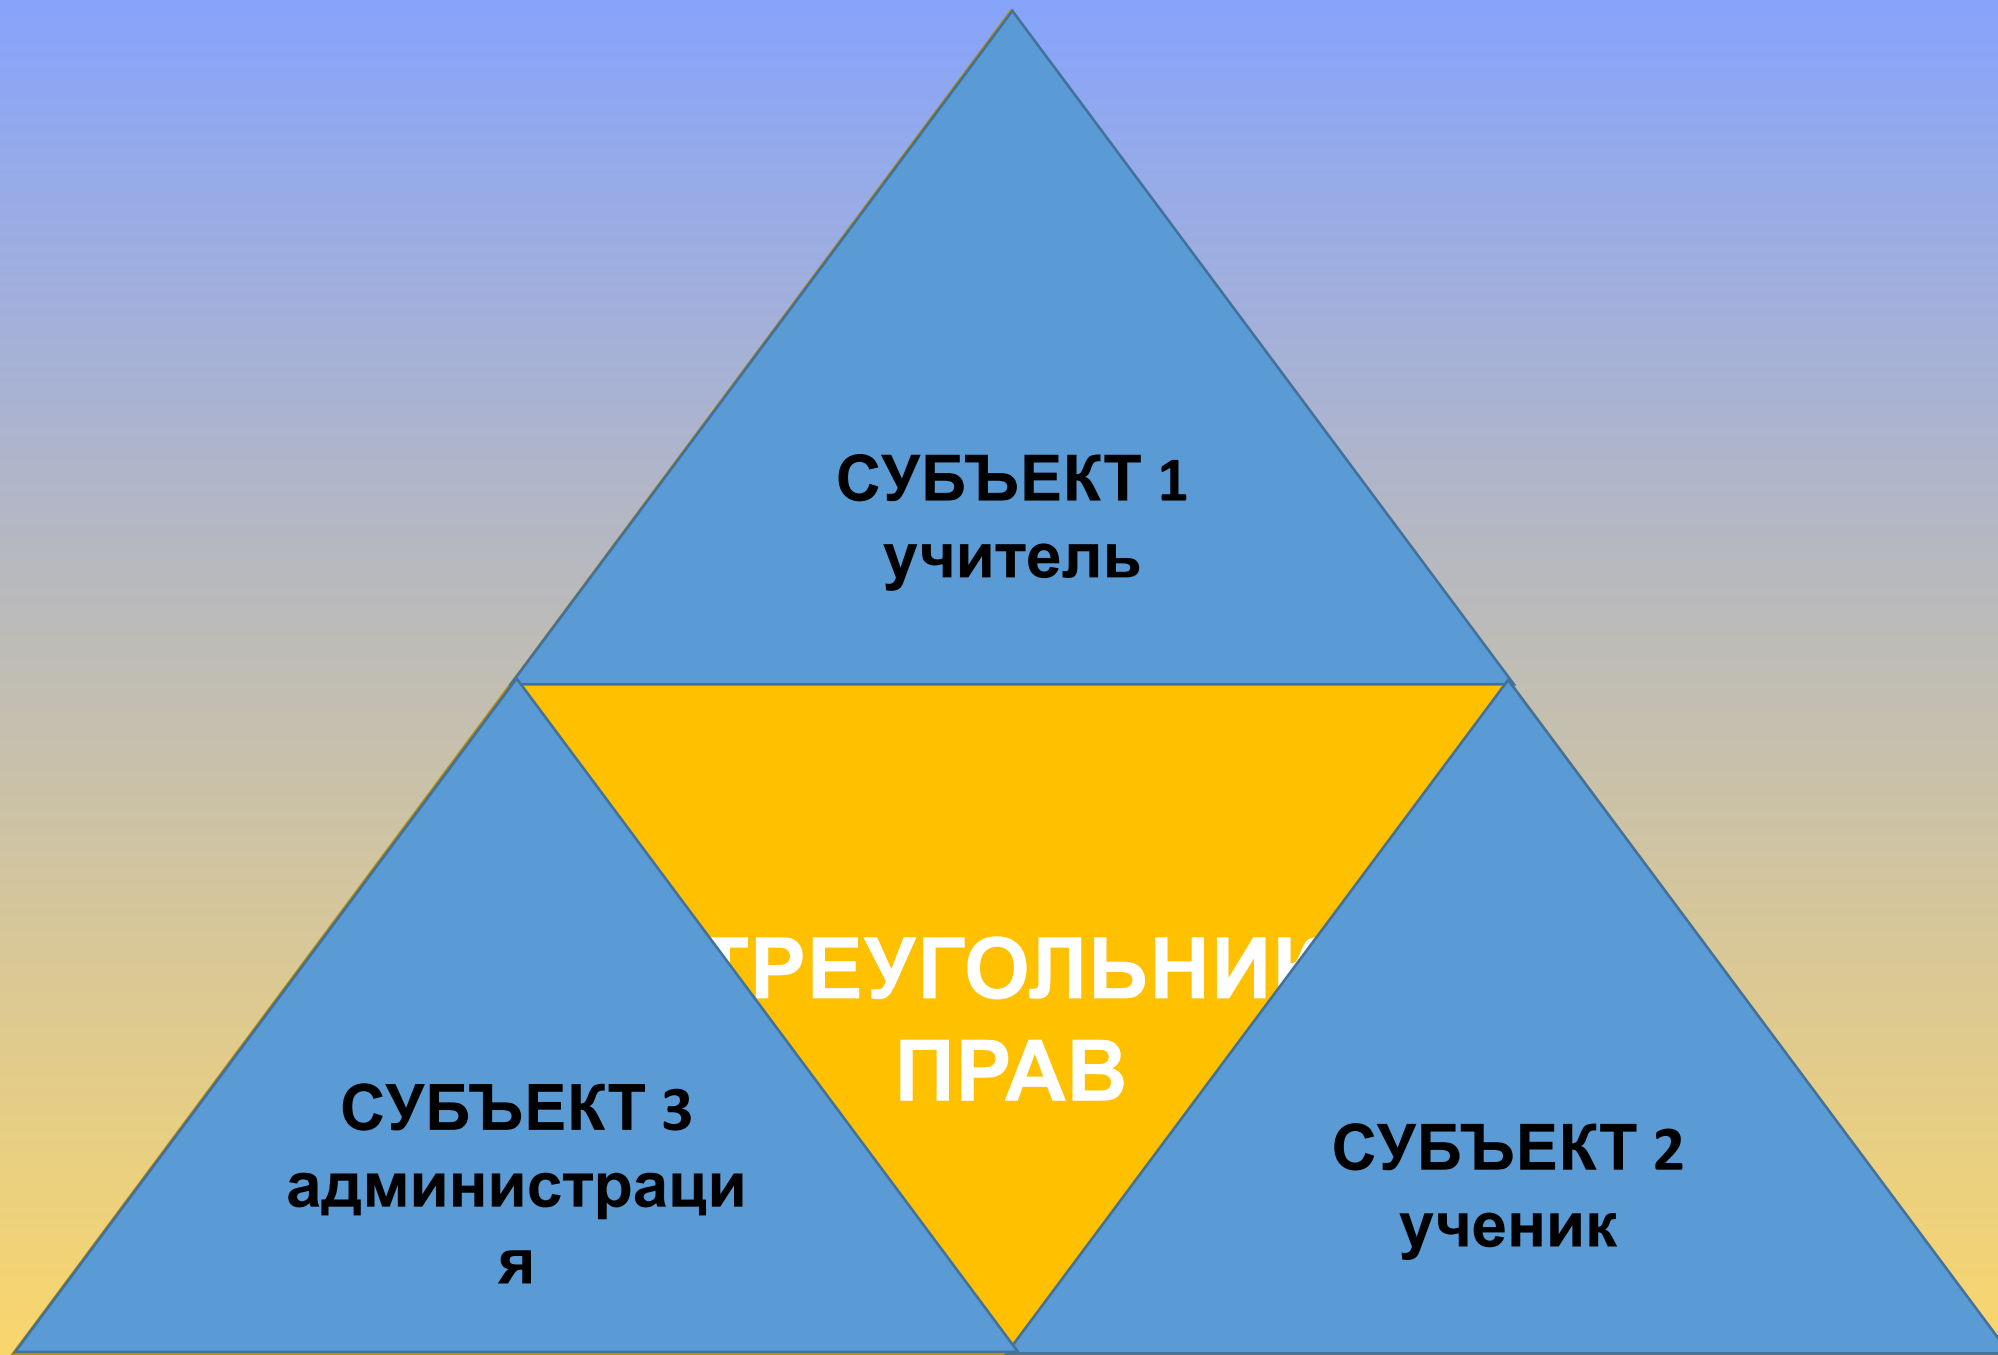 СУБЪЕКТ 1
учитель
ТРЕУГОЛЬНИК
ПРАВ
СУБЪЕКТ 3
администраци
я
СУБЪЕКТ 2
ученик